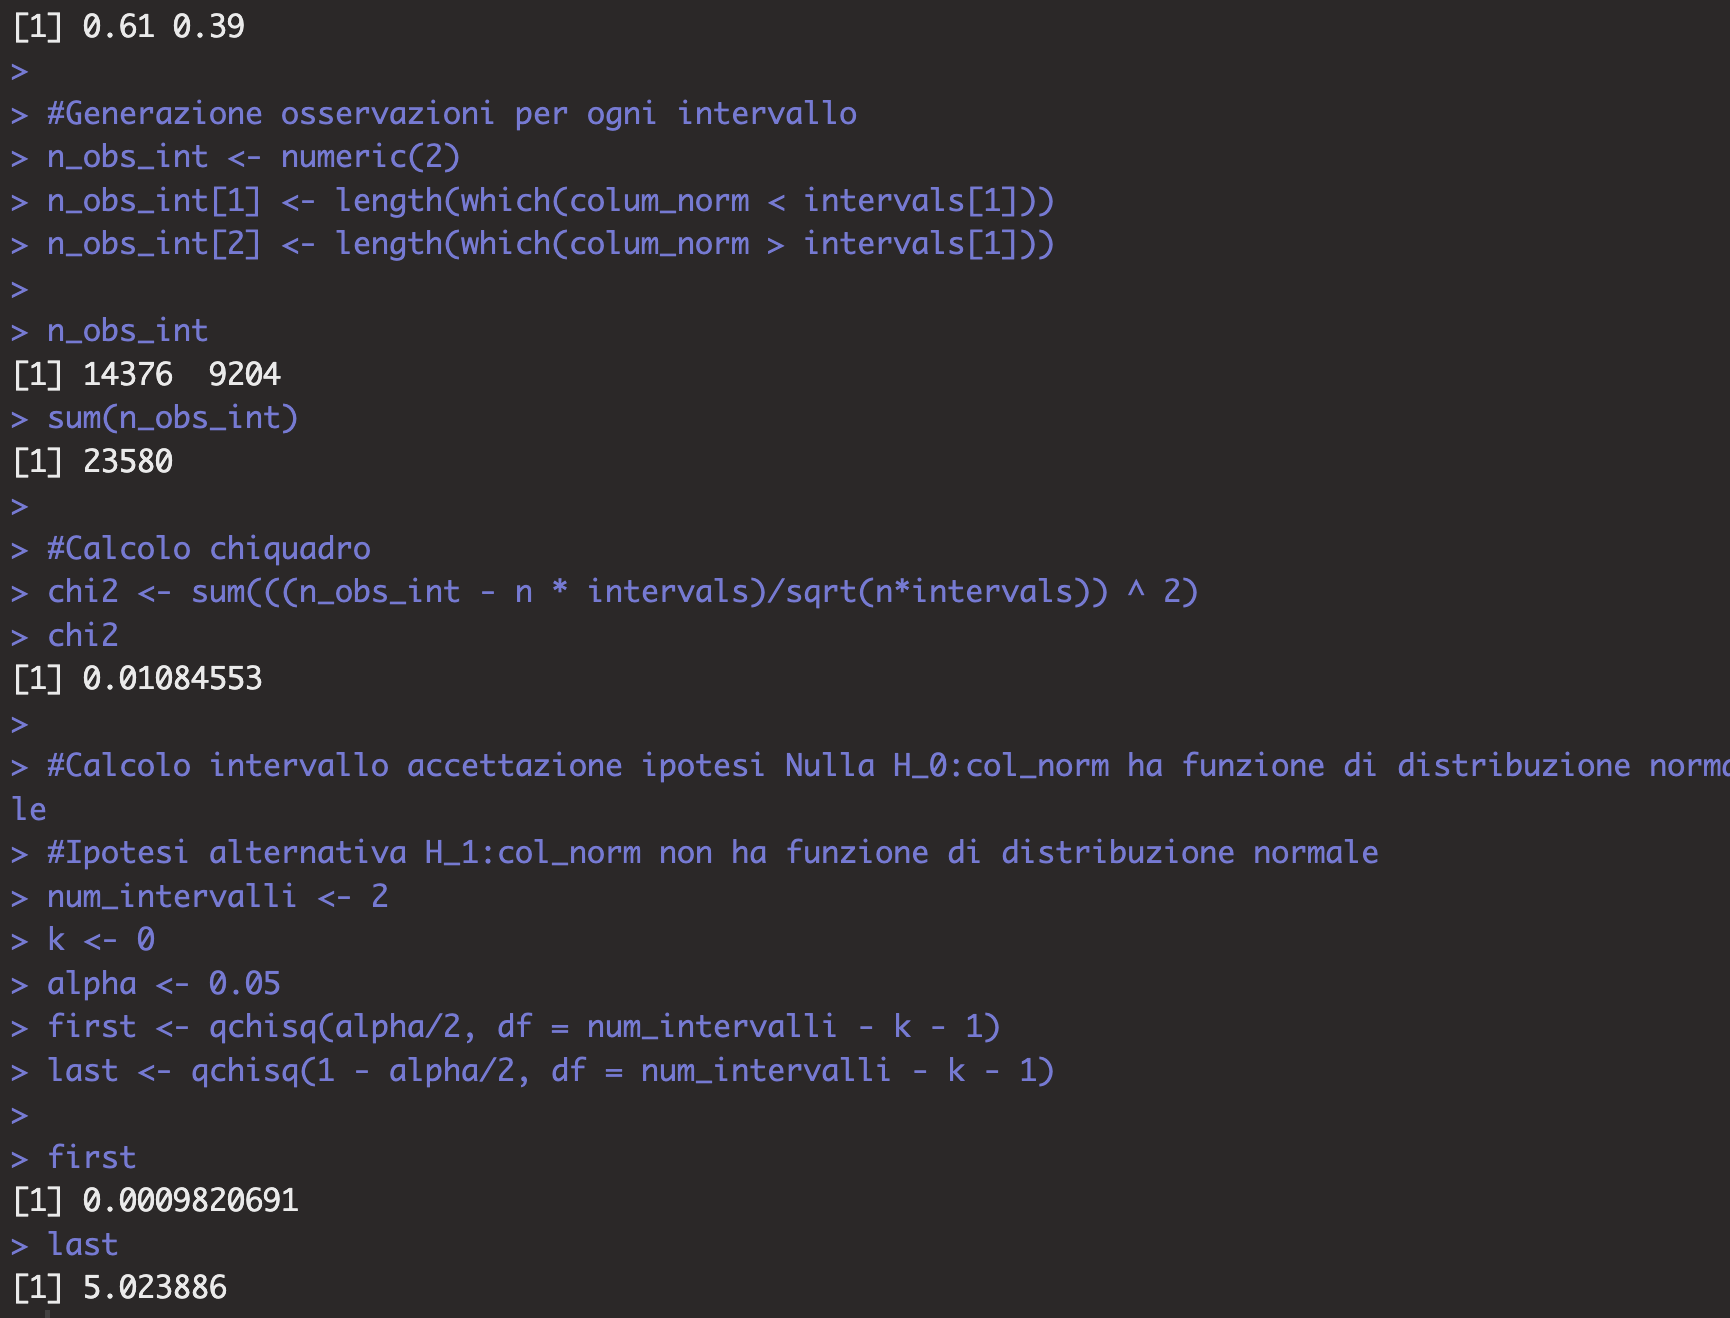 [1] 0.61 0.39
>
> #Generazione osservazioni per ogni intervallo
> n_obs_int <- numeric(2)
> n_obs_int[1] <- length(which(colum_norm < intervals[1]))
> n_obs_int[2] <- length(which(colum_norm > intervals[1]))
>
> n_obs_int
[1] 14376  9204
> sum(n_obs_int)
[1] 23580
>
> #Calcolo chiquadro
> chi2 <- sum(((n_obs_int - n * intervals)/sqrt(n*intervals)) ^ 2)
> chi2
[1] 0.01084553
>
> #Calcolo intervallo accettazione ipotesi Nulla H_0:col_norm ha funzione di distribuzione norma
le
> #Ipotesi alternativa H_1:col_norm non ha funzione di distribuzione normale
> num_intervalli <- 2
> k <- 0
> alpha <- 0.05
> first <- qchisq(alpha/2, df = num_intervalli - k - 1)
> last <- qchisq(1 - alpha/2, df = num_intervalli - k - 1)
>
> first
[1] 0.0009820691
> last
[1] 5.023886